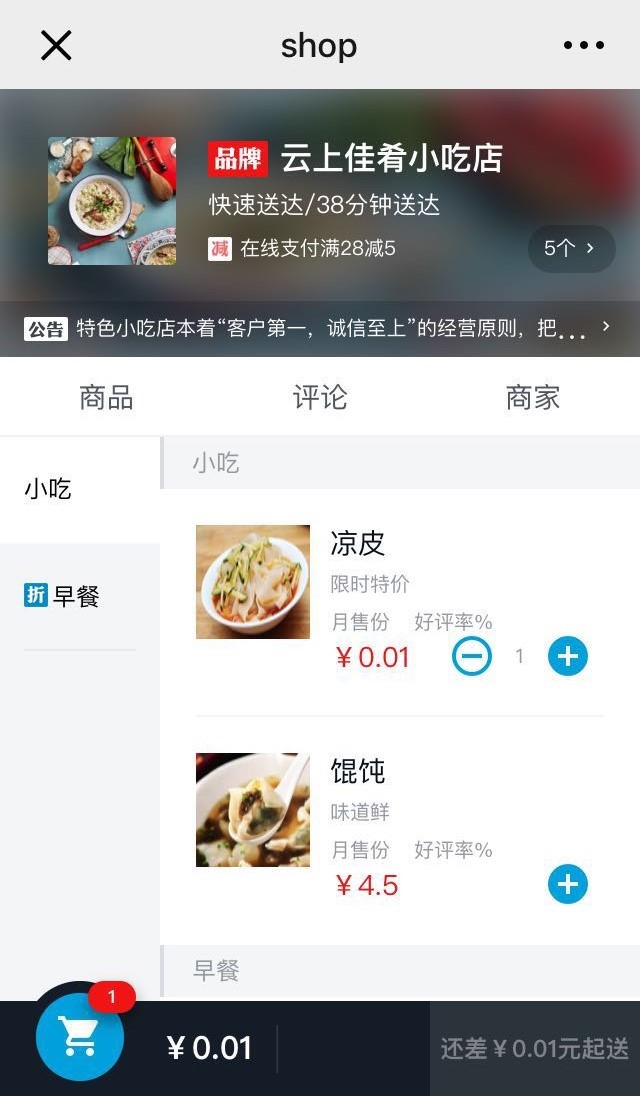 shop
品牌 云上佳肴小吃店
快速送达/38分钟送达
减 在线支付满28减5
5个
公告 特色小吃店本着“客户第一，诚信至上”的经营原则，把...
商品 评论 商家
小吃
折 早餐
小吃
凉皮
限时特价
月售份 好评率%
￥0.01 1
馄饨
味道鲜
月售份 好评率%
￥4.5
早餐
1
￥0.01
还差￥0.01元起送